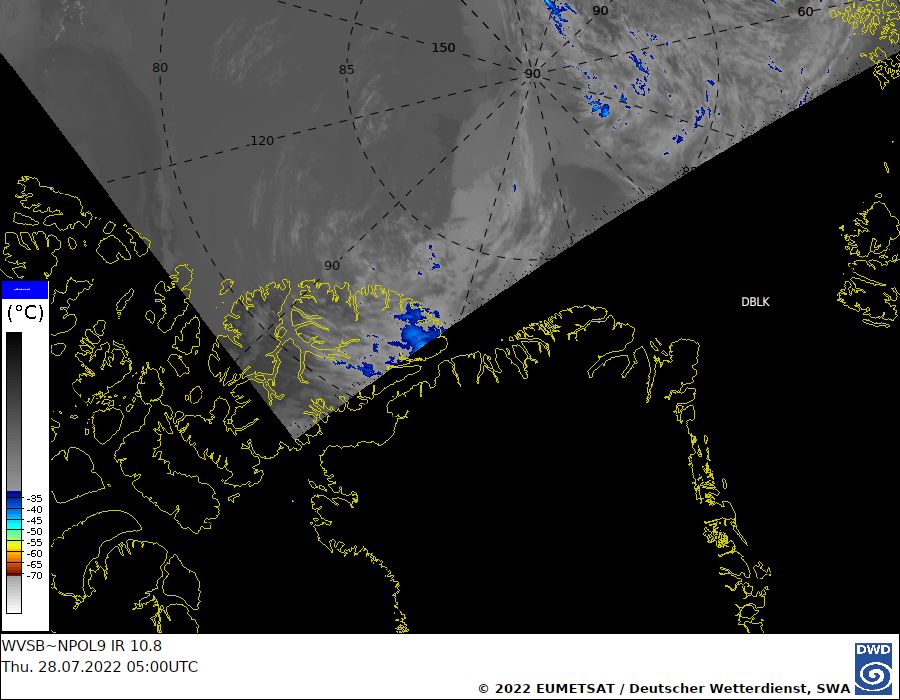 90
60
150
80
85
90
120
90
DBLK
(°C)
-35
-40
-45
-50
-55
-60
-65
-70
WVSB~NPOL9 IR 10.8
Thu. 28.07.2022 05:00UTC
DWD
© 2022 EUMETSAT / Deutscher Wetterdienst, SWA